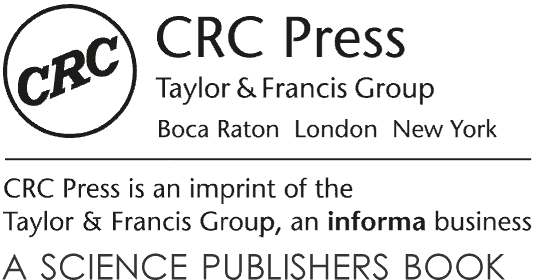 CRC
CRC Press
Taylor & Francis Group
Boca Raton London New York
CRC Press is an imprint of the
Taylor & Francis Group, an informa business
A SCIENCE PUBLISHERS BOOK